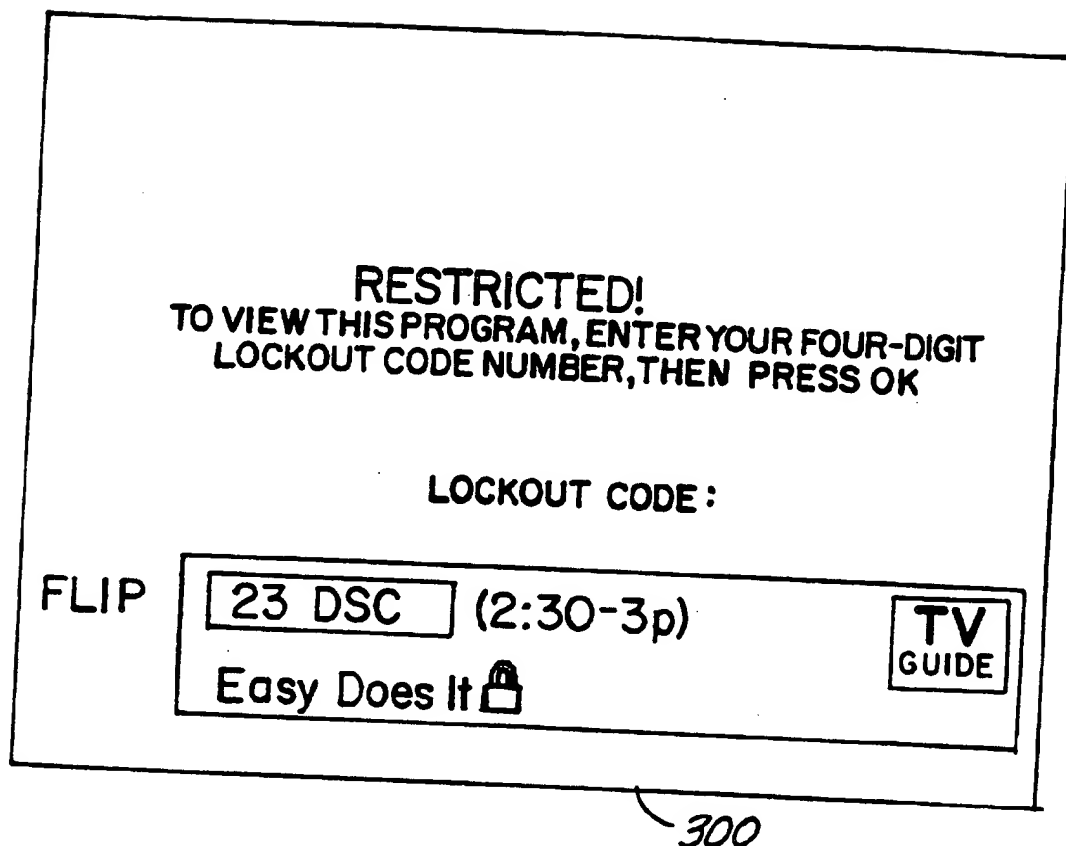 RESTRICTED!
TO VIEW THIS PROGRAM, ENTER YOUR FOUR-DIGIT
LOCKOUT CODE NUMBER, THEN PRESS OK
LOCKOUT CODE:
FLIP
23 DSC (2:30-3p)
TV
GUIDE
Easy Does It
300